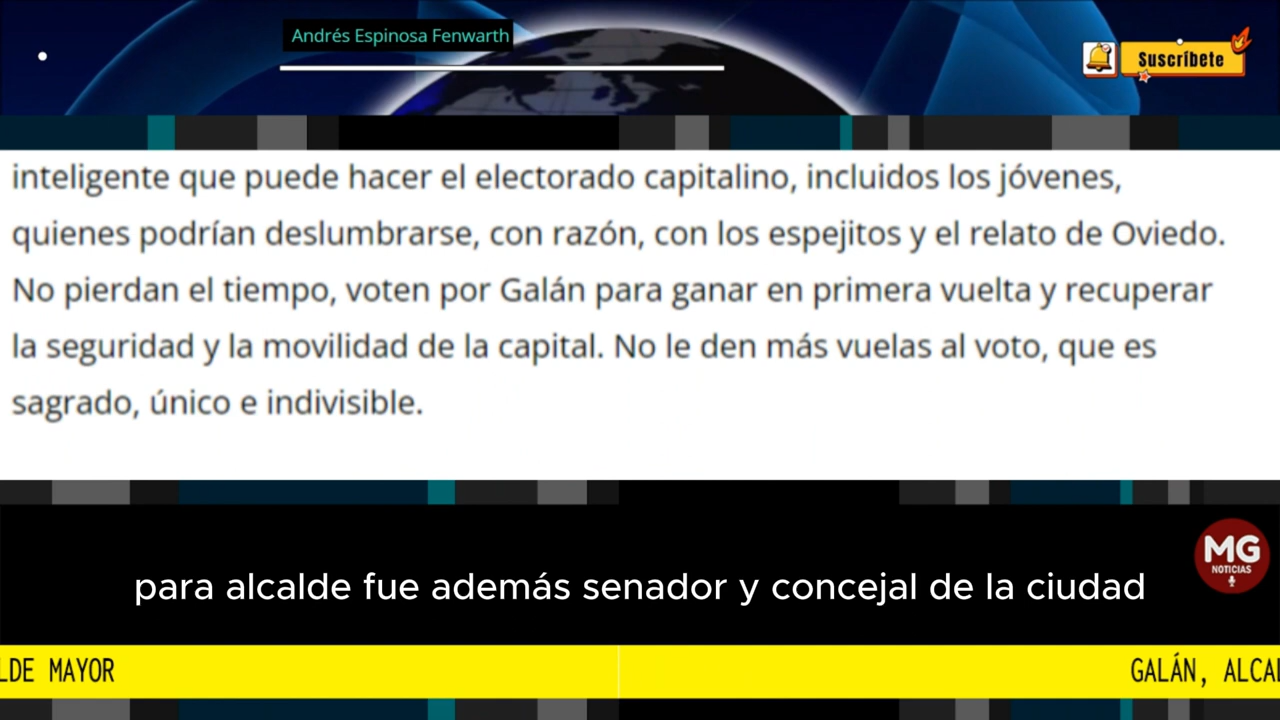 Andrés Espinosa Fenwarth
Suscríbete
inteligente que puede hacer el electorado capitalino, incluidos los jóvenes,
quienes podrían deslumbrarse, con razón, con los espejitos y el relato de Oviedo.
No pierdan el tiempo, voten por Galán para ganar en primera vuelta y recuperar
la seguridad y la movilidad de la capital. No le den más vuelas al voto, que es
sagrado, único e indivisible.
MG
NOTICIAS
para alcalde fue además senador y concejal de la ciudad
LDE MAYOR
GALÁN, ALCAL